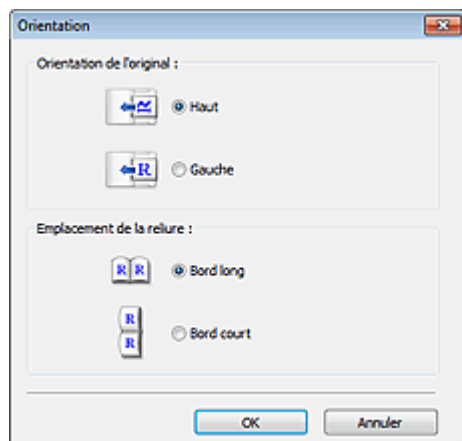 Orientation
Orientation de l'original :
Haut
R
Gauche
Emplacement de la reliure :
R R
Bord long
R
R
Bord court
OK
Annuler